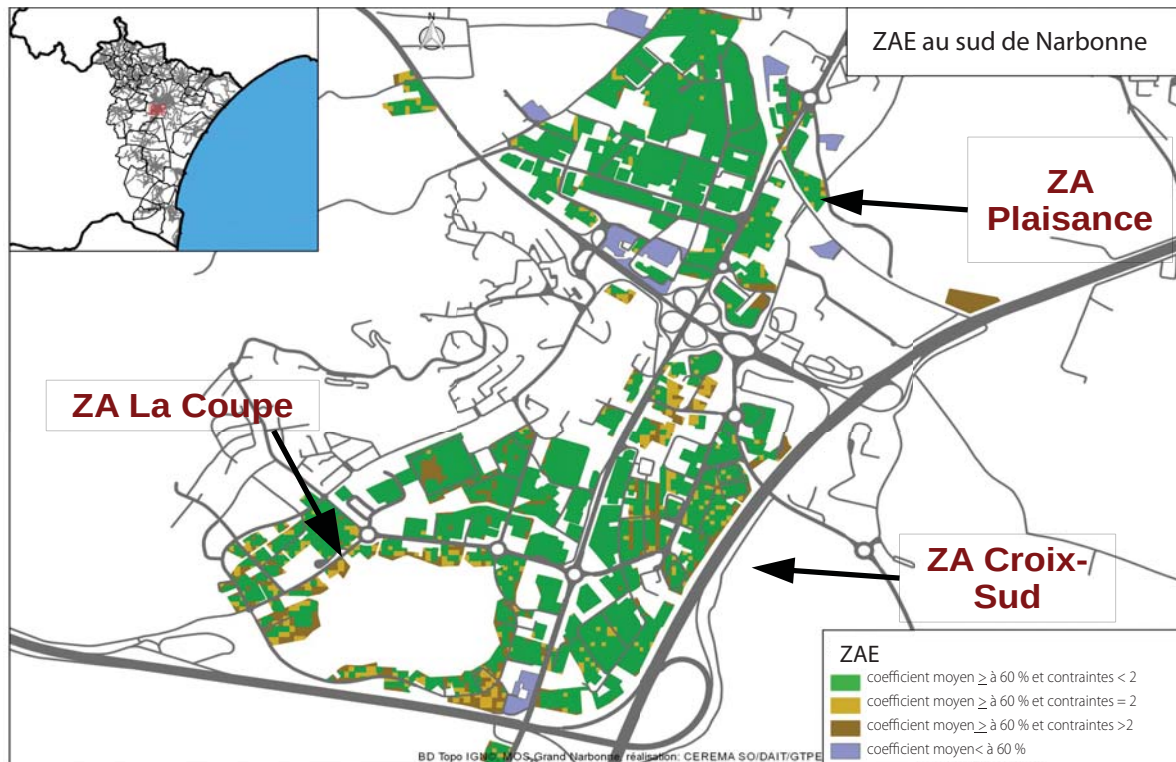 N
ZAE au sud de Narbonne
ZA
Plaisance
ZA La Coupe
ZA Croix-
Sud
ZAE
coefficient moyen ≥ à 60 % et contraintes < 2
coefficient moyen ≥ à 60 % et contraintes = 2
coefficient moyen ≥ à 60 % et contraintes >2
coefficient moyen< à 60 %
BD Topo IGN©, MOS Grand Narbonne, réalisation: CEREMA SO/DAIT/GTPE